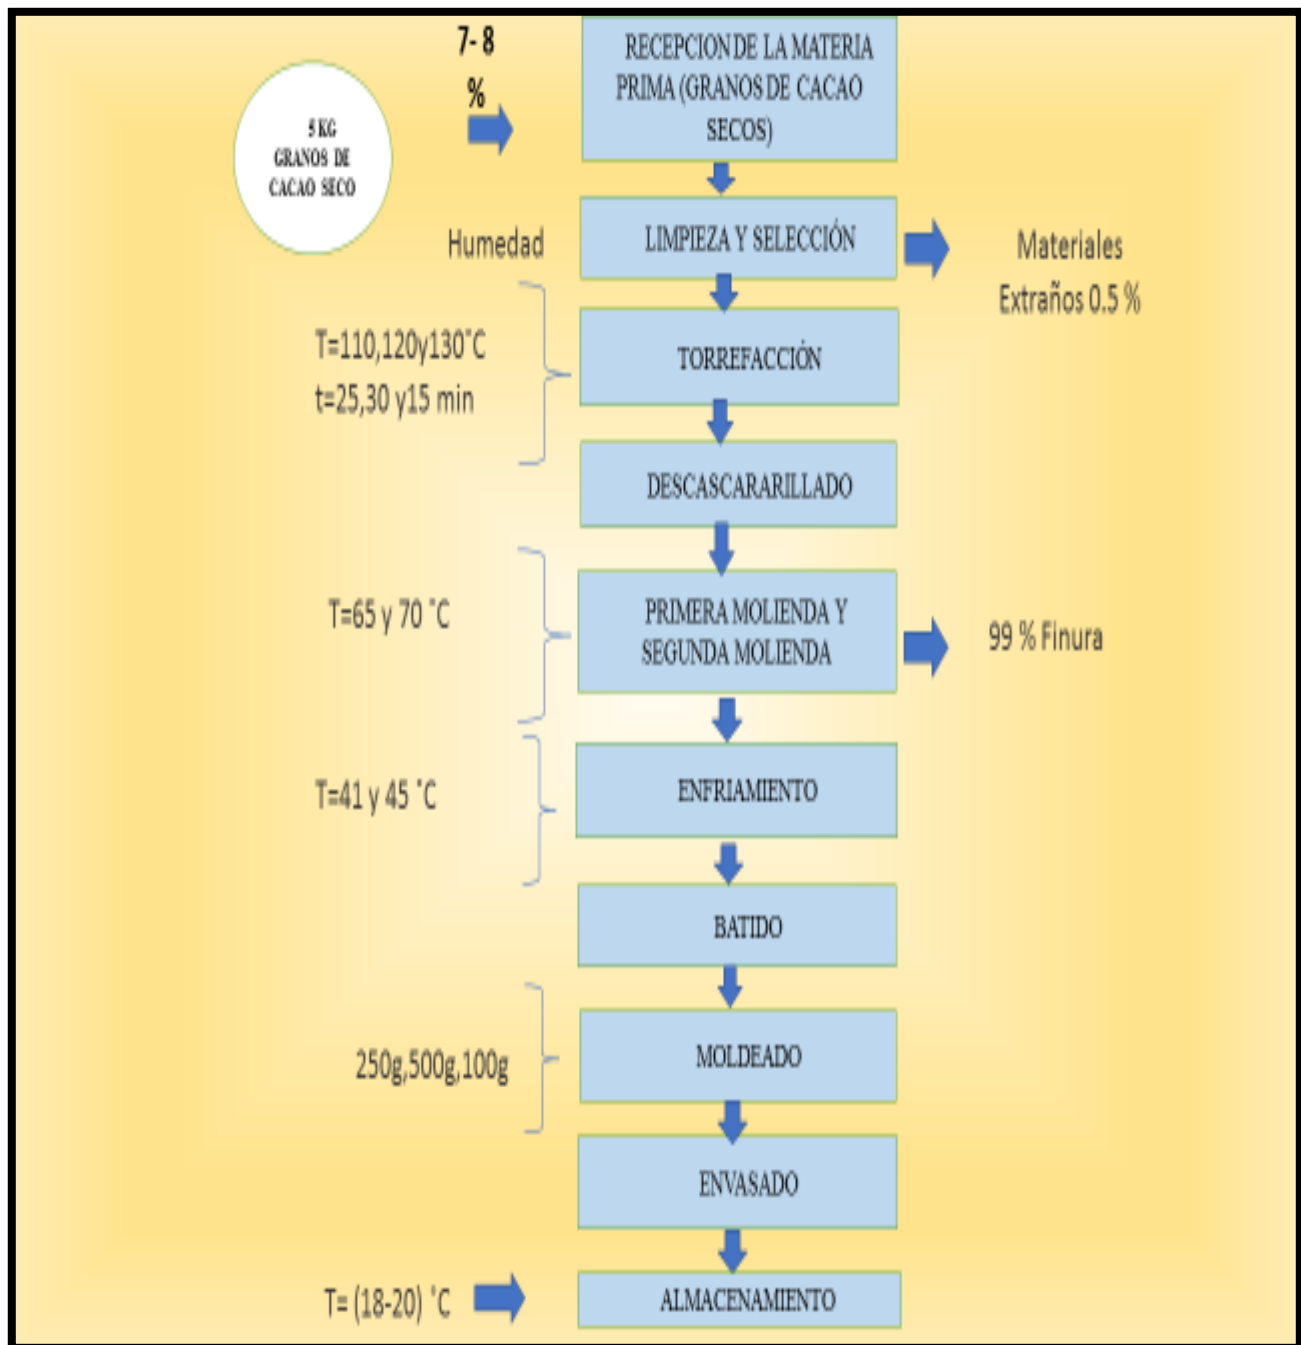 7- 8
%
5 KG
GRANOS DE
CACAO SECO
RECEPCION DE LA MATERIA
PRIMA (GRANOS DE CACAO
SECOS)
Humedad
LIMPIEZA Y SELECCIÓN
Materiales
Extraños 0.5 %
T=110,120y130˚C
t=25,30 y15 min
TORREFACCIÓN
DESCASCARARILLADO
T=65 y 70 ˚C
PRIMERA MOLIENDA Y
SEGUNDA MOLIENDA
99 % Finura
T=41 y 45 ˚C
ENFRIAMIENTO
BATIDO
250g,500g,100g
MOLDEADO
ENVASADO
T= (18-20) ˚C
ALMACENAMIENTO